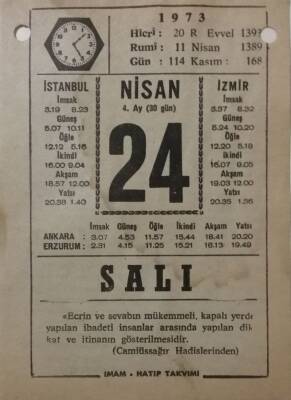 1973
Hicrî : 20 R Evvel 1393
Rumî : 11 Nisan 1389
Gün : 114 Kasım : 168
İSTANBUL
İmsak
3.19 8.23
Güneş
5.07 10.11
Öğle
12.12 5.16
İkindi
16.00 9.04
Akşam
18.57 12.00
Yatsı
20.38 1.40
NİSAN
4. Ay (30 gün)
24
İZMİR
İmsak
3.37 8.32
Güneş
5.24 10.20
Öğle
12.20 5.18
İkindi
16.07 9.05
Akşam
19.03 12.00
Yatsı
20.35 1.36
İmsak Güneş Öğle İkindi Akşam Yatsı
ANKARA : 3.07 4.53 11.57 15.44 18.41 20.20
ERZURUM : 2.31 4.15 11.25 15.21 18.13 19.49
SALI
«Ecrin ve sevabın mükemmeli, kapalı yerde
yapılan ibadeti insanlar arasında yapılan dik
kat ve itinanın gösterilmesidir.
(Camiüssağır Hadislerinden)
İMAM - HATİP TAKVİMİ